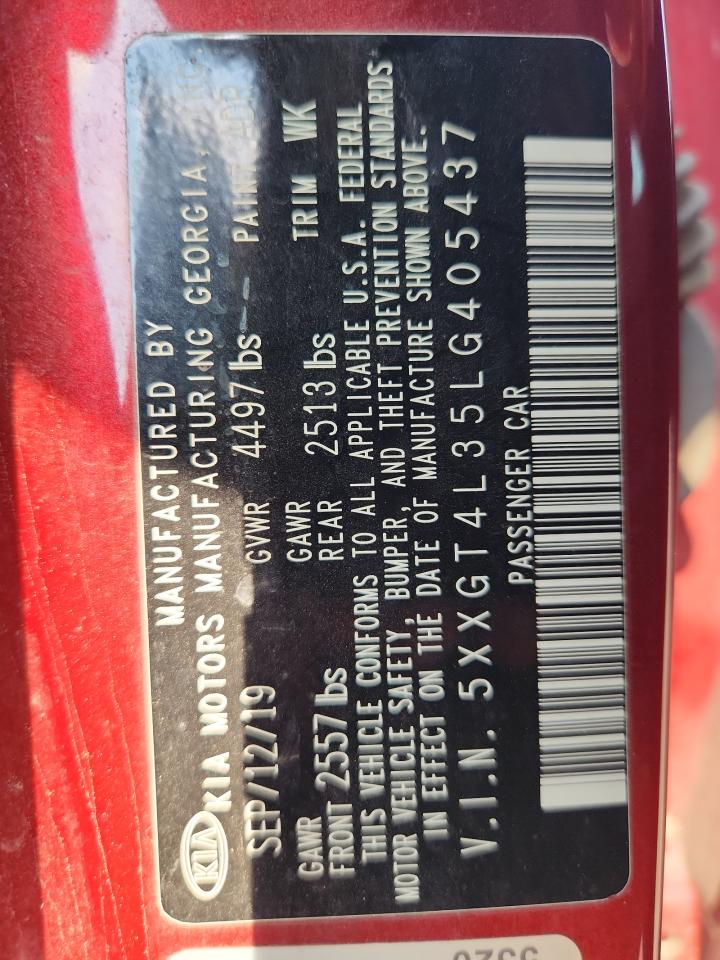 MANUFACTURED BY
KIA KIA MOTORS MANUFACTURING GEORGIA, INC.
SEP/12/19 GVWR 4497 lbs PAINT
GAWR FRONT 2557 lbs GAWR REAR 2513 lbs TRIM WK
THIS VEHICLE CONFORMS TO ALL APPLICABLE U.S.A. FEDERAL
MOTOR VEHICLE SAFETY, BUMPER, AND THEFT PREVENTION STANDARDS
IN EFFECT ON THE DATE OF MANUFACTURE SHOWN ABOVE.
V.I.N. 5XXGT4L35LG405437
PASSENGER CAR